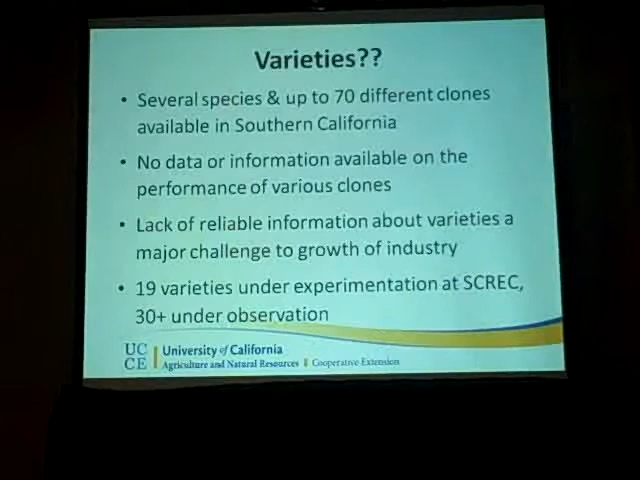 Varieties??
• Several species & up to 70 different clones
available in Southern California
• No data or information available on the
performance of various clones
• Lack of reliable information about varieties a
major challenge to growth of industry
• 19 varieties under experimentation at SCREC,
30+ under observation
UC
CE
University of California
Agriculture and Natural Resources | Cooperative Extension